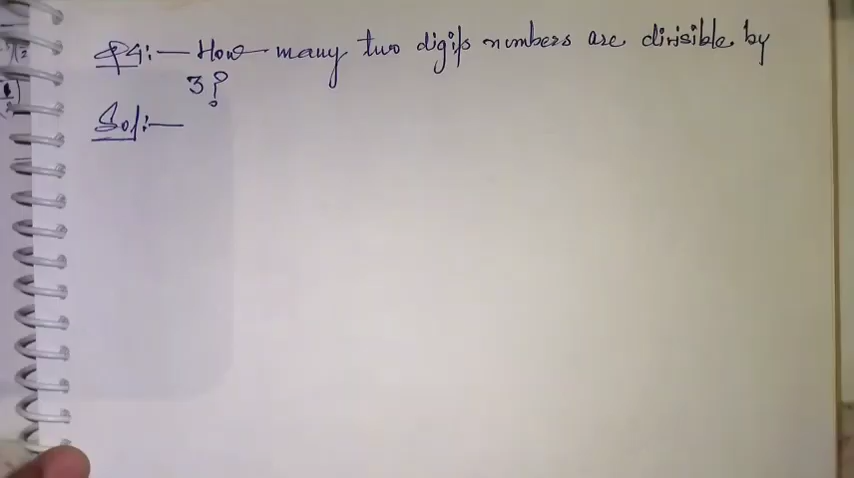 Q4:— How many two digits numbers are divisible by
3?
Sol:—